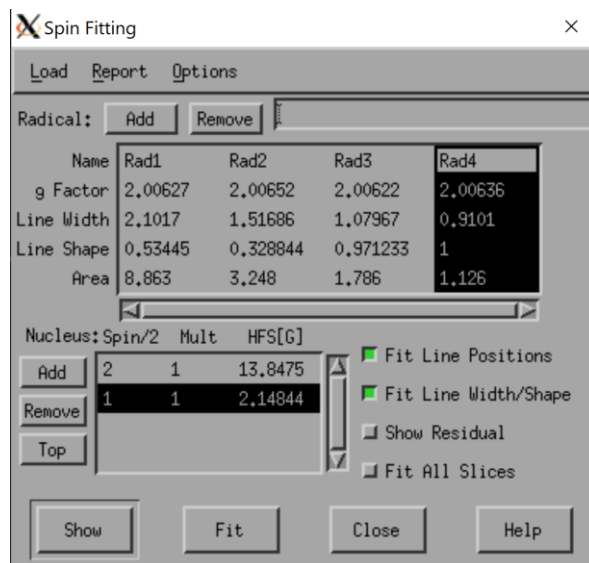 Spin Fitting
Load Report Options
Radical: Add Remove
Name Rad1 Rad2 Rad3 Rad4
g Factor 2.00627 2.00652 2.00622 2.00636
Line Width 2.1017 1.51686 1.07967 0.9101
Line Shape 0.53445 0.328844 0.971233 1
Area 8.863 3.248 1.786 1.126
Nucleus: Spin/2 Mult HFS[G]
Add 2 1 13.8475
Remove 1 1 2.14844
Top
Fit Line Positions
Fit Line Width/Shape
Show Residual
Fit All Slices
Show Fit Close Help